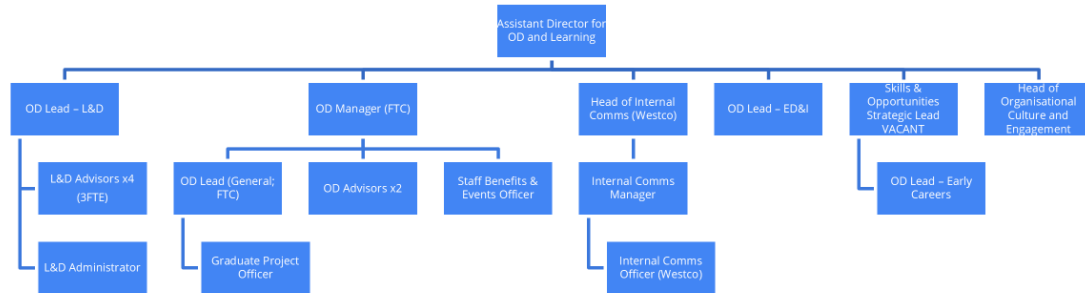 Assistant Director for
OD and Learning
OD Lead – L&D
OD Manager (FTC)
Head of Internal
Comms (Westco)
OD Lead – ED&I
Skills &
Opportunities
Strategic Lead
VACANT
Head of
Organisational
Culture and
Engagement
L&D Advisors x4
(3FTE)
OD Lead (General;
FTC)
OD Advisors x2
Staff Benefits &
Events Officer
Internal Comms
Manager
OD Lead – Early
Careers
L&D Administrator
Graduate Project
Officer
Internal Comms
Officer (Westco)